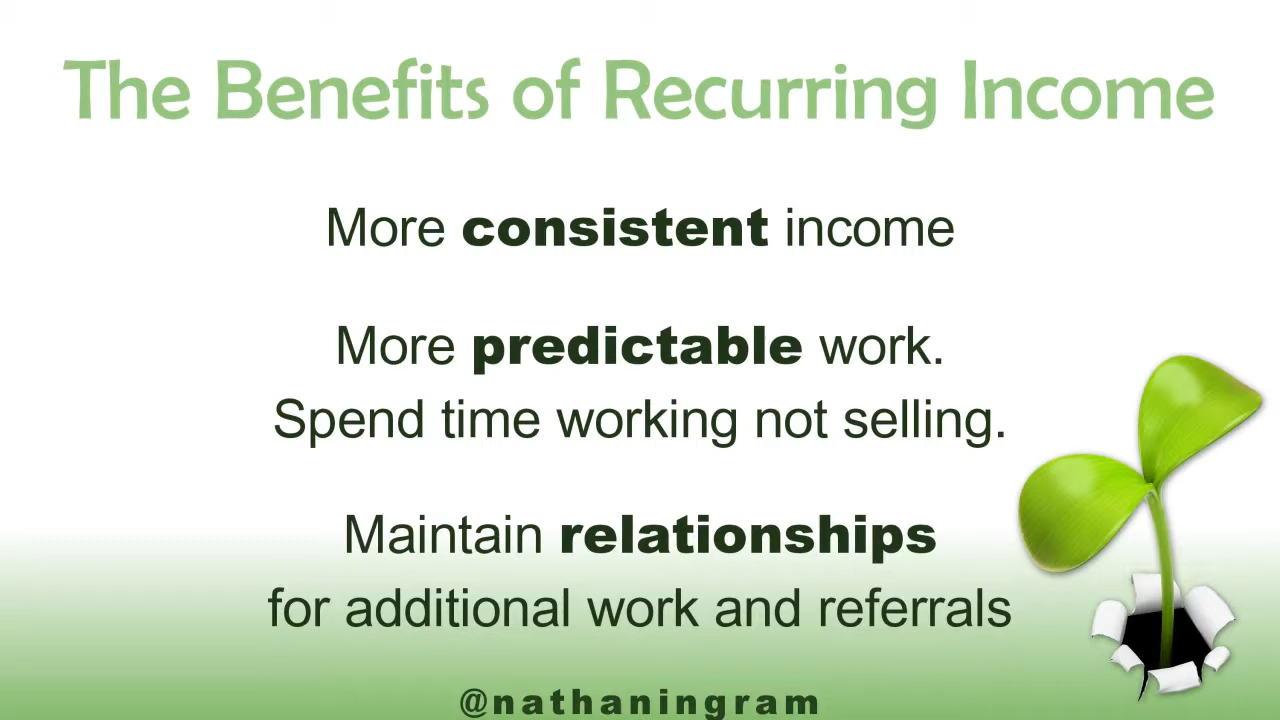 The Benefits of Recurring Income
More consistent income
More predictable work.
Spend time working not selling.
Maintain relationships
for additional work and referrals
@nathaningram